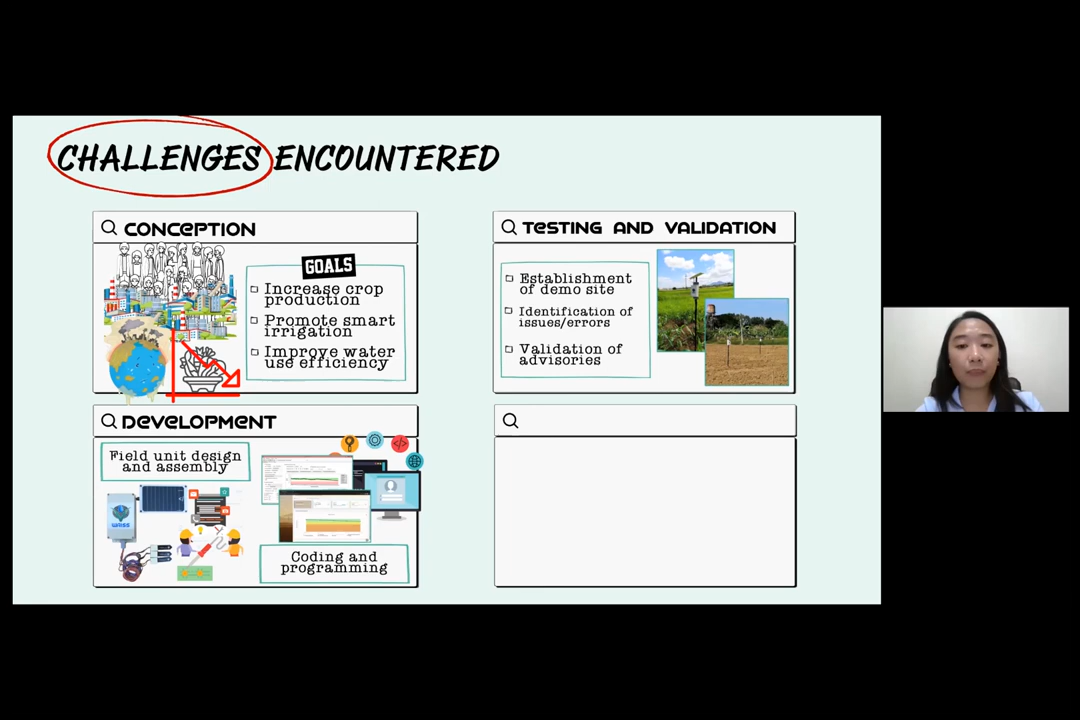 CHALLENGES ENCOUNTERED
CONCEPTION
GOALS
Increase crop
production
Promote smart
irrigation
Improve water
use efficiency
TESTING AND VALIDATION
Establishment
of demo site
Identification of
issues/errors
Validation of
advisories
DEVELOPMENT
Field unit design
and assembly
WAISS
Coding and
programming